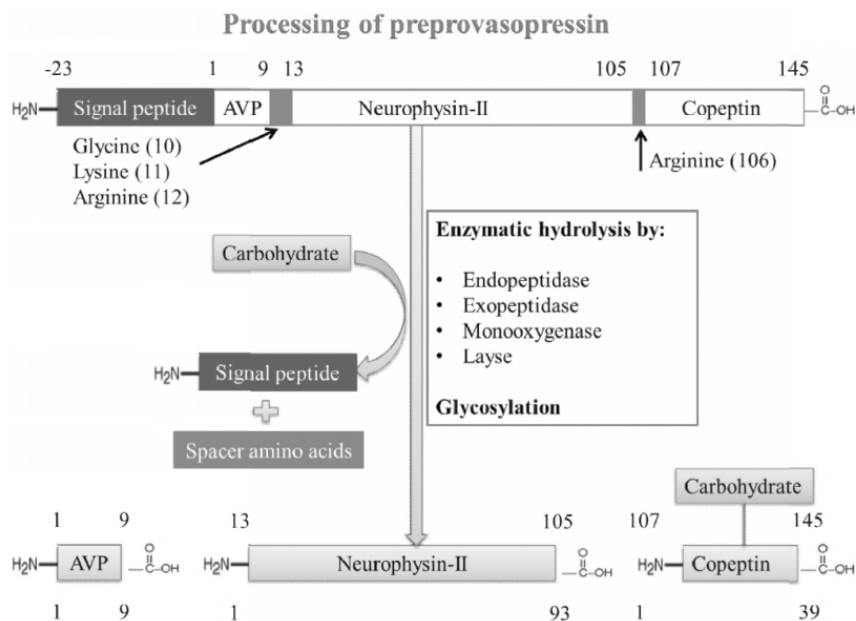 Processing of preprovasopressin
-23 1 9 13 105 107 145
H₂N Signal peptide AVP Neurophysin-II Copeptin O C OH
Glycine (10)
Lysine (11)
Arginine (12)
Arginine (106)
Carbohydrate
Enzymatic hydrolysis by:
• Endopeptidase
• Exopeptidase
• Monooxygenase
• Layse
Glycosylation
H₂N Signal peptide
Spacer amino acids
Carbohydrate
1 9 13 105 107 145
H₂N AVP O C OH H₂N Neurophysin-II O C OH H₂N Copeptin O C OH
1 9 1 93 1 39